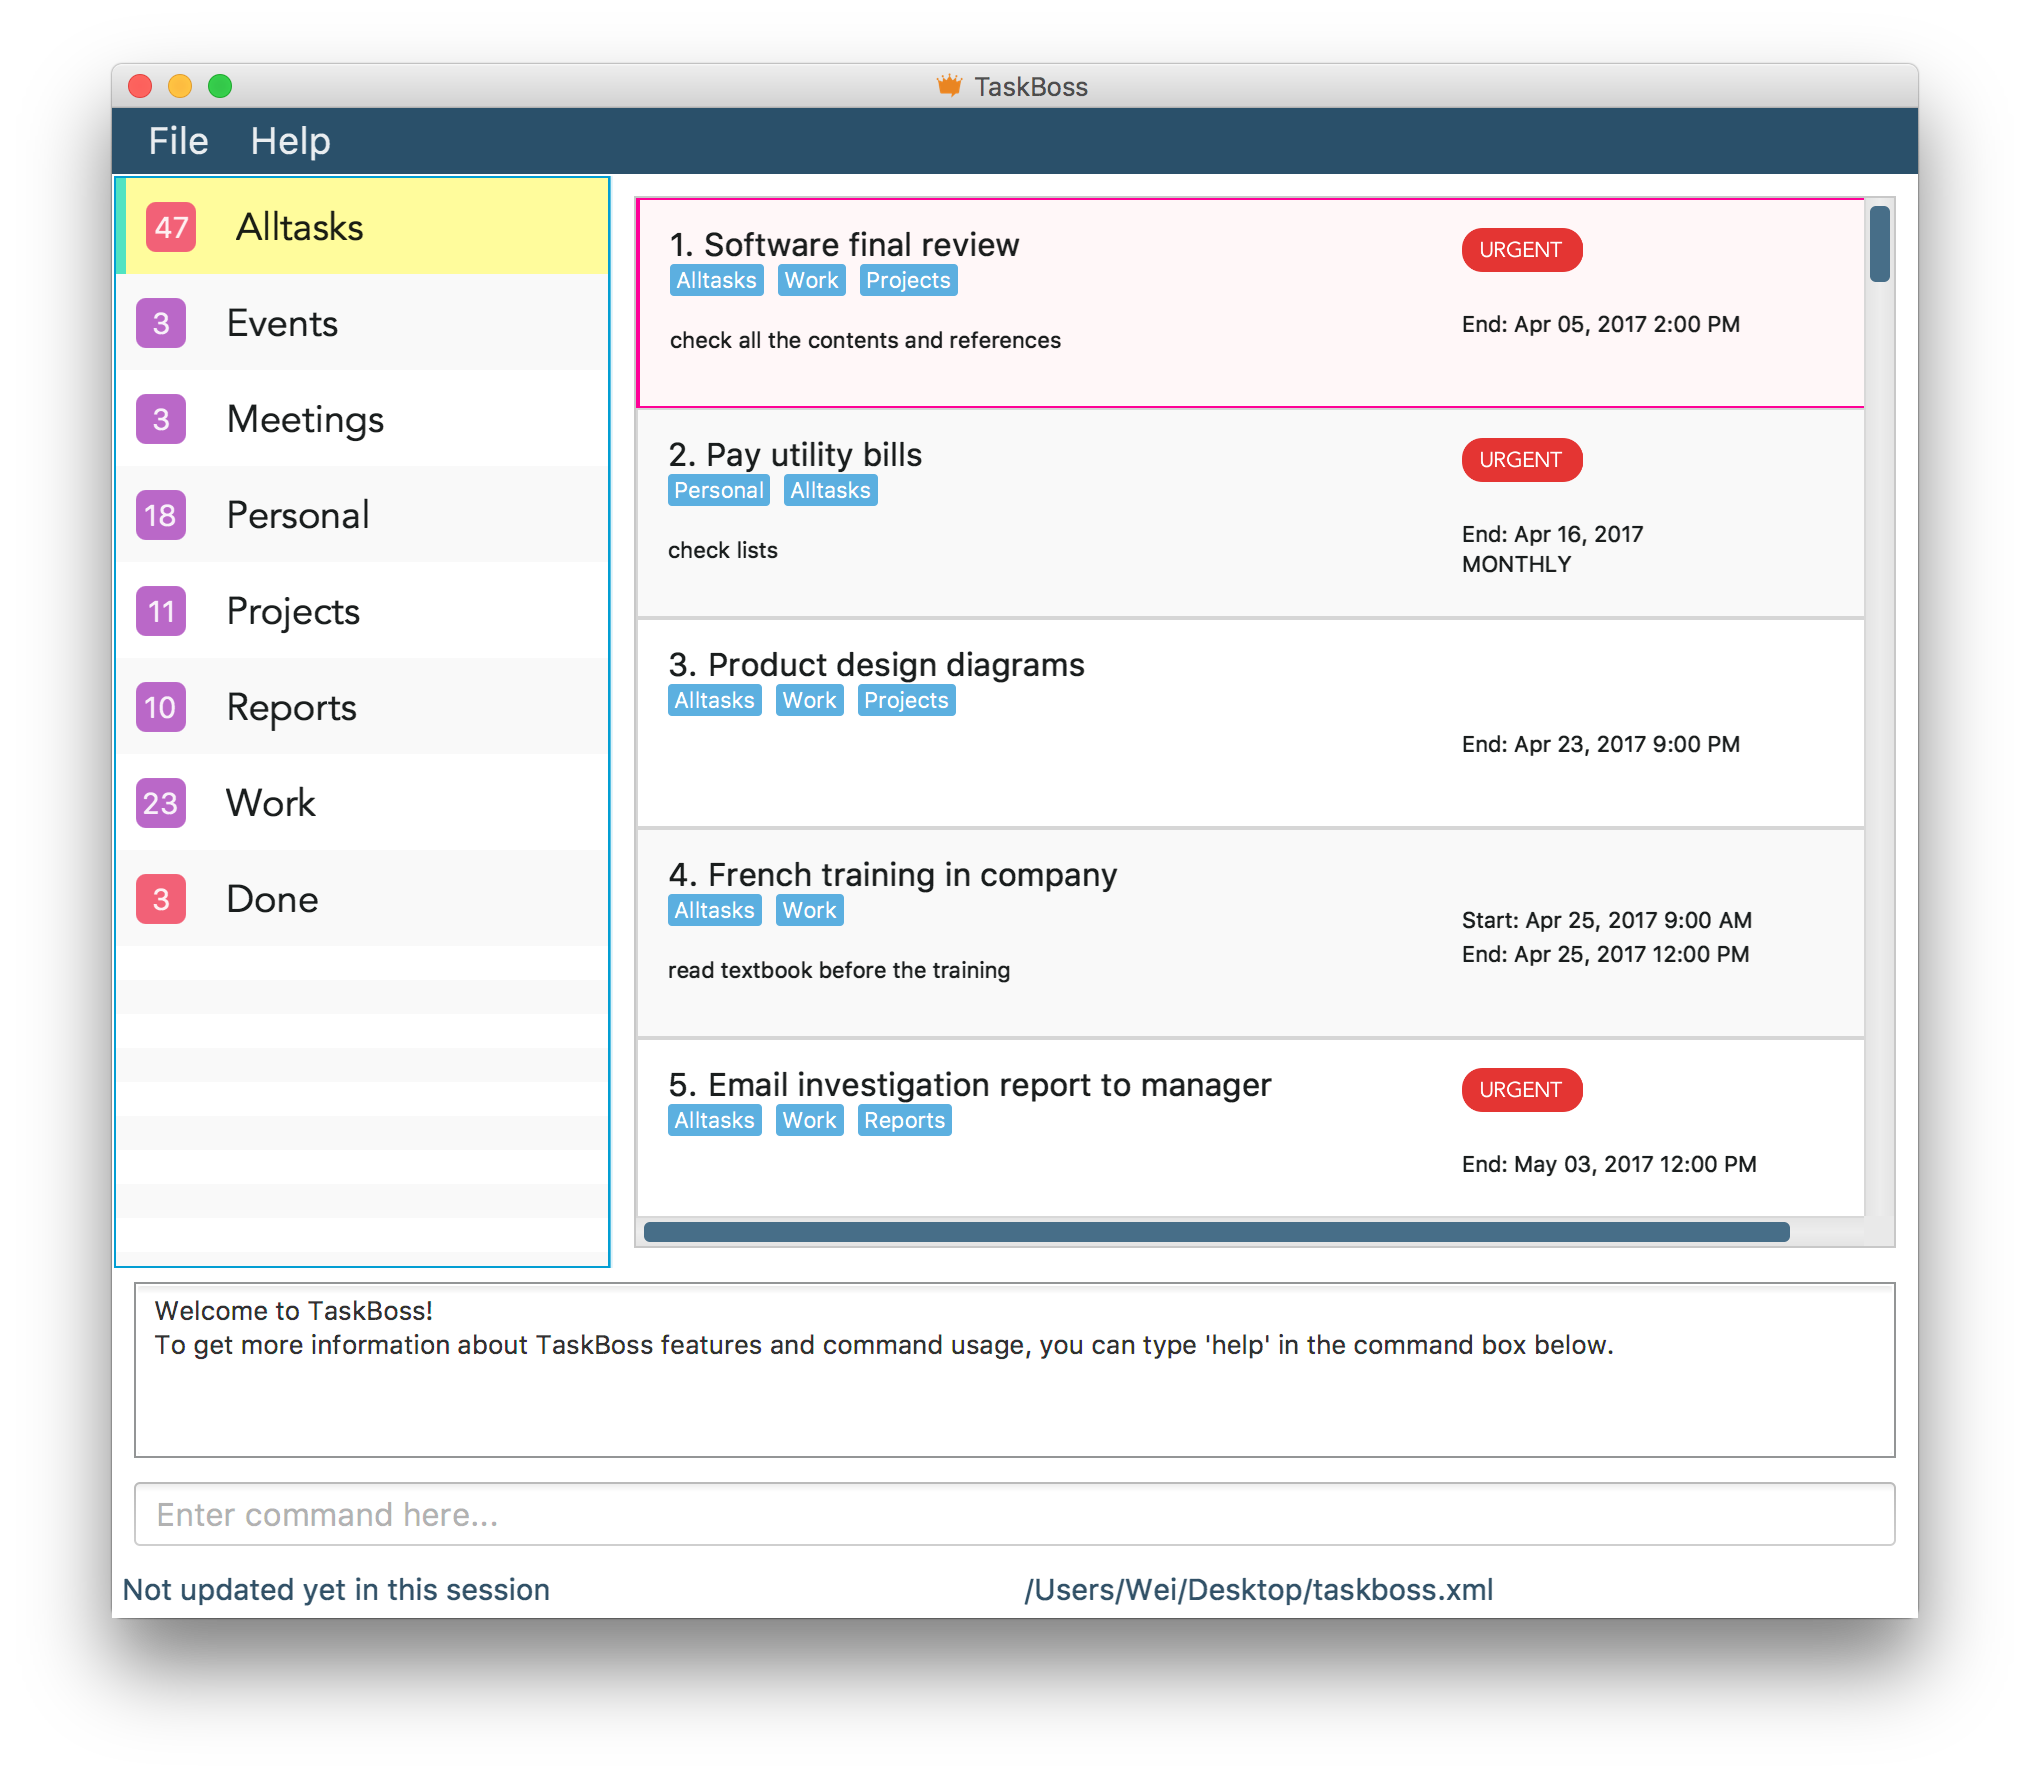 TaskBoss
File Help
47 Alltasks
3 Events
3 Meetings
18 Personal
11 Projects
10 Reports
23 Work
3 Done
1. Software final review
URGENT
Alltasks Work Projects
End: Apr 05, 2017 2:00 PM
check all the contents and references
2. Pay utility bills
URGENT
Personal Alltasks
End: Apr 16, 2017
check lists
MONTHLY
3. Product design diagrams
Alltasks Work Projects
End: Apr 23, 2017 9:00 PM
4. French training in company
Alltasks Work
Start: Apr 25, 2017 9:00 AM
End: Apr 25, 2017 12:00 PM
read textbook before the training
5. Email investigation report to manager
URGENT
Alltasks Work Reports
End: May 03, 2017 12:00 PM
Welcome to TaskBoss!
To get more information about TaskBoss features and command usage, you can type 'help' in the command box below.
Enter command here...
Not updated yet in this session
/Users/Wei/Desktop/taskboss.xml